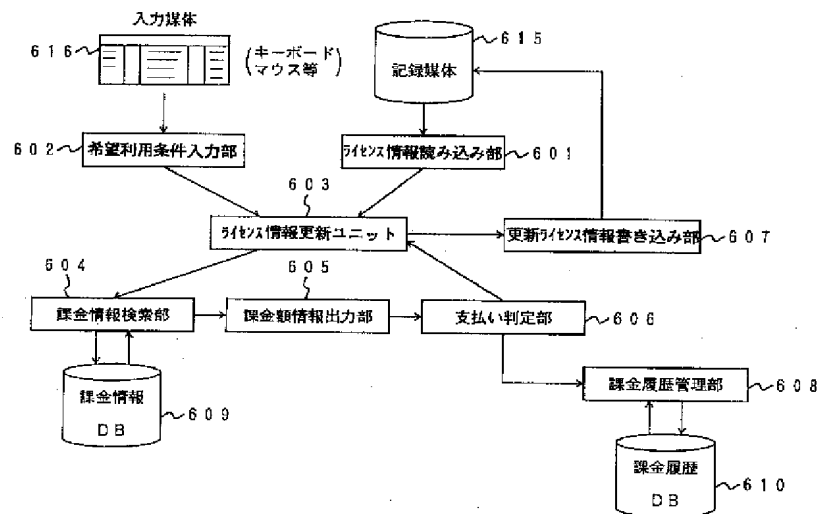 入力媒体
616
(キーボード
マウス等)
615
記録媒体
602
希望利用条件入力部
ライセンス情報読み込み部
601
603
ライセンス情報更新ユニット
更新ライセンス情報書き込み部
607
604
課金情報検索部
605
課金額情報出力部
支払い判定部
606
課金情報
DB
609
課金履歴管理部
608
課金履歴
DB
610